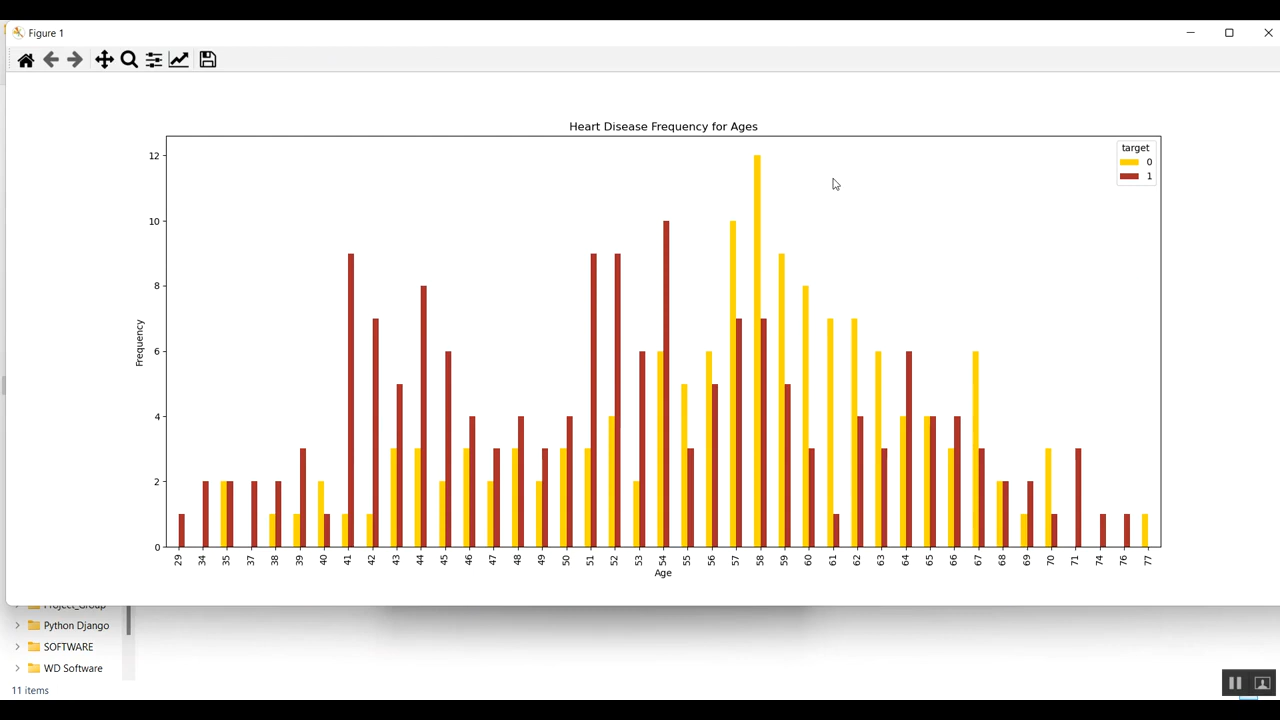 Figure 1
Heart Disease Frequency for Ages
target
0
1
12
10
8
6
4
2
0
Frequency
29 34 35 37 38 39 40 41 42 43 44 45 46 47 48 49 50 51 52 53 54 55 56 57 58 59 60 61 62 63 64 65 66 67 68 69 70 71 74 76 77
Age
Project_Group
Python Django
SOFTWARE
WD Software
11 items